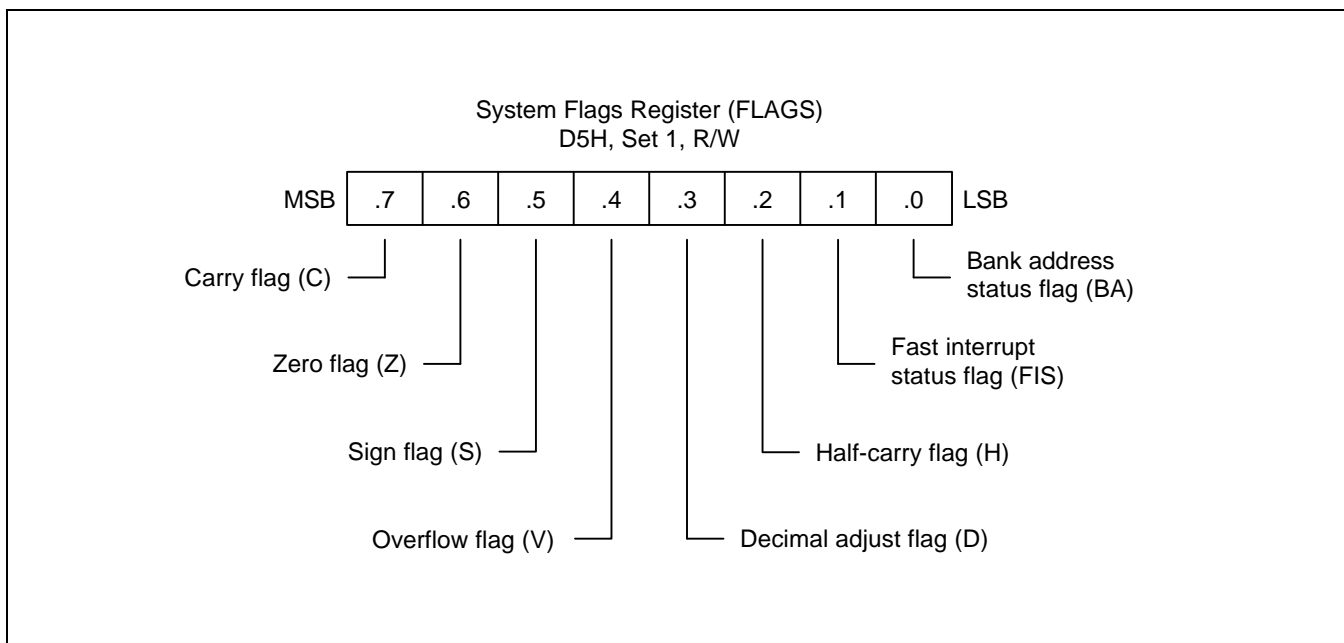 System Flags Register (FLAGS)
D5H, Set 1, R/W
MSB .7 .6 .5 .4 .3 .2 .1 .0 LSB
Carry flag (C)
Bank address
status flag (BA)
Zero flag (Z)
Fast interrupt
status flag (FIS)
Sign flag (S)
Half-carry flag (H)
Overflow flag (V)
Decimal adjust flag (D)